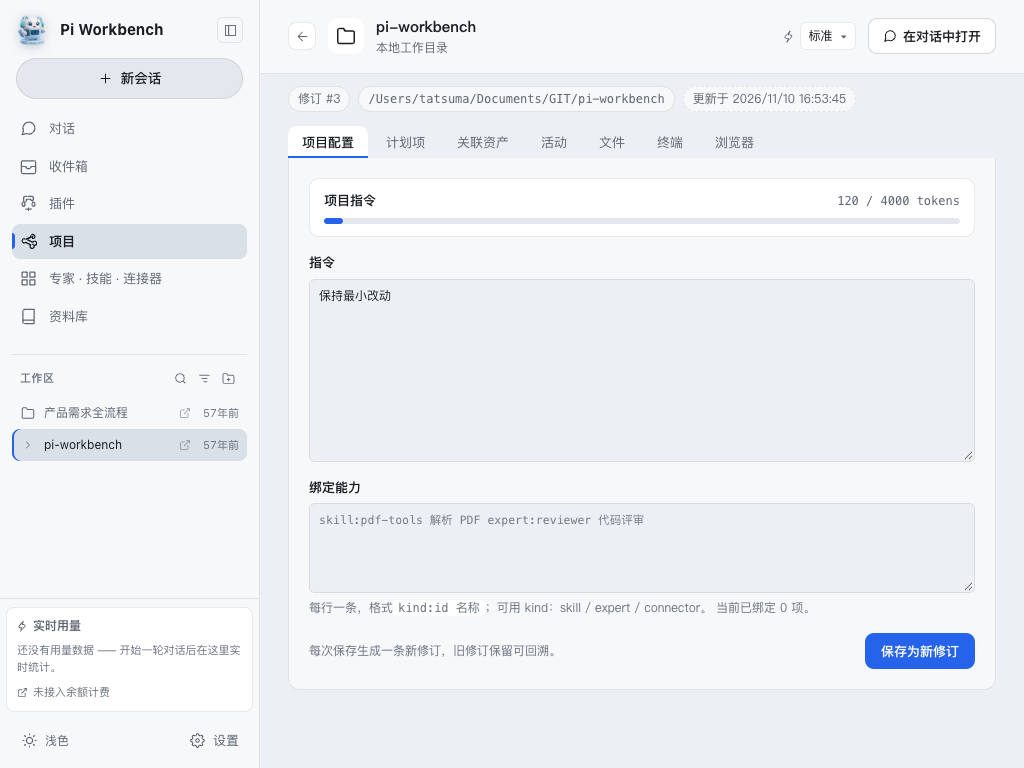 Pi Workbench
新会话
对话
收件箱
插件
项目
专家 · 技能 · 连接器
资料库
工作区
产品需求全流程 57年前
pi-workbench 57年前
实时用量
还没有用量数据 —— 开始一轮对话后在这里实
时统计。
未接入余额计费
浅色 设置
pi-workbench
本地工作目录
标准
在对话中打开
修订 #3 /Users/tatsuma/Documents/GIT/pi-workbench 更新于 2026/11/10 16:53:45
项目配置 计划项 关联资产 活动 文件 终端 浏览器
项目指令 120 / 4000 tokens
指令
保持最小改动
绑定能力
skill:pdf-tools 解析 PDF expert:reviewer 代码评审
每行一条，格式 kind:id 名称 ；可用 kind：skill / expert / connector。 当前已绑定 0 项。
每次保存生成一条新修订，旧修订保留可回溯。
保存为新修订